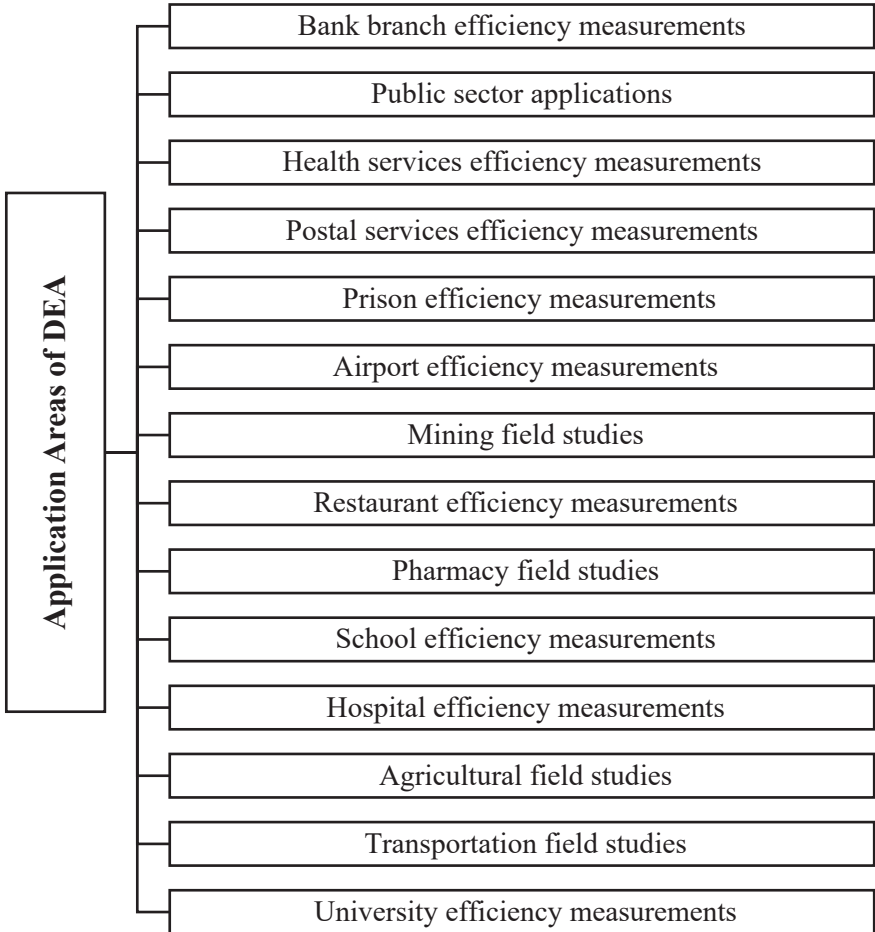 Application Areas of DEA
Bank branch efficiency measurements
Public sector applications
Health services efficiency measurements
Postal services efficiency measurements
Prison efficiency measurements
Airport efficiency measurements
Mining field studies
Restaurant efficiency measurements
Pharmacy field studies
School efficiency measurements
Hospital efficiency measurements
Agricultural field studies
Transportation field studies
University efficiency measurements